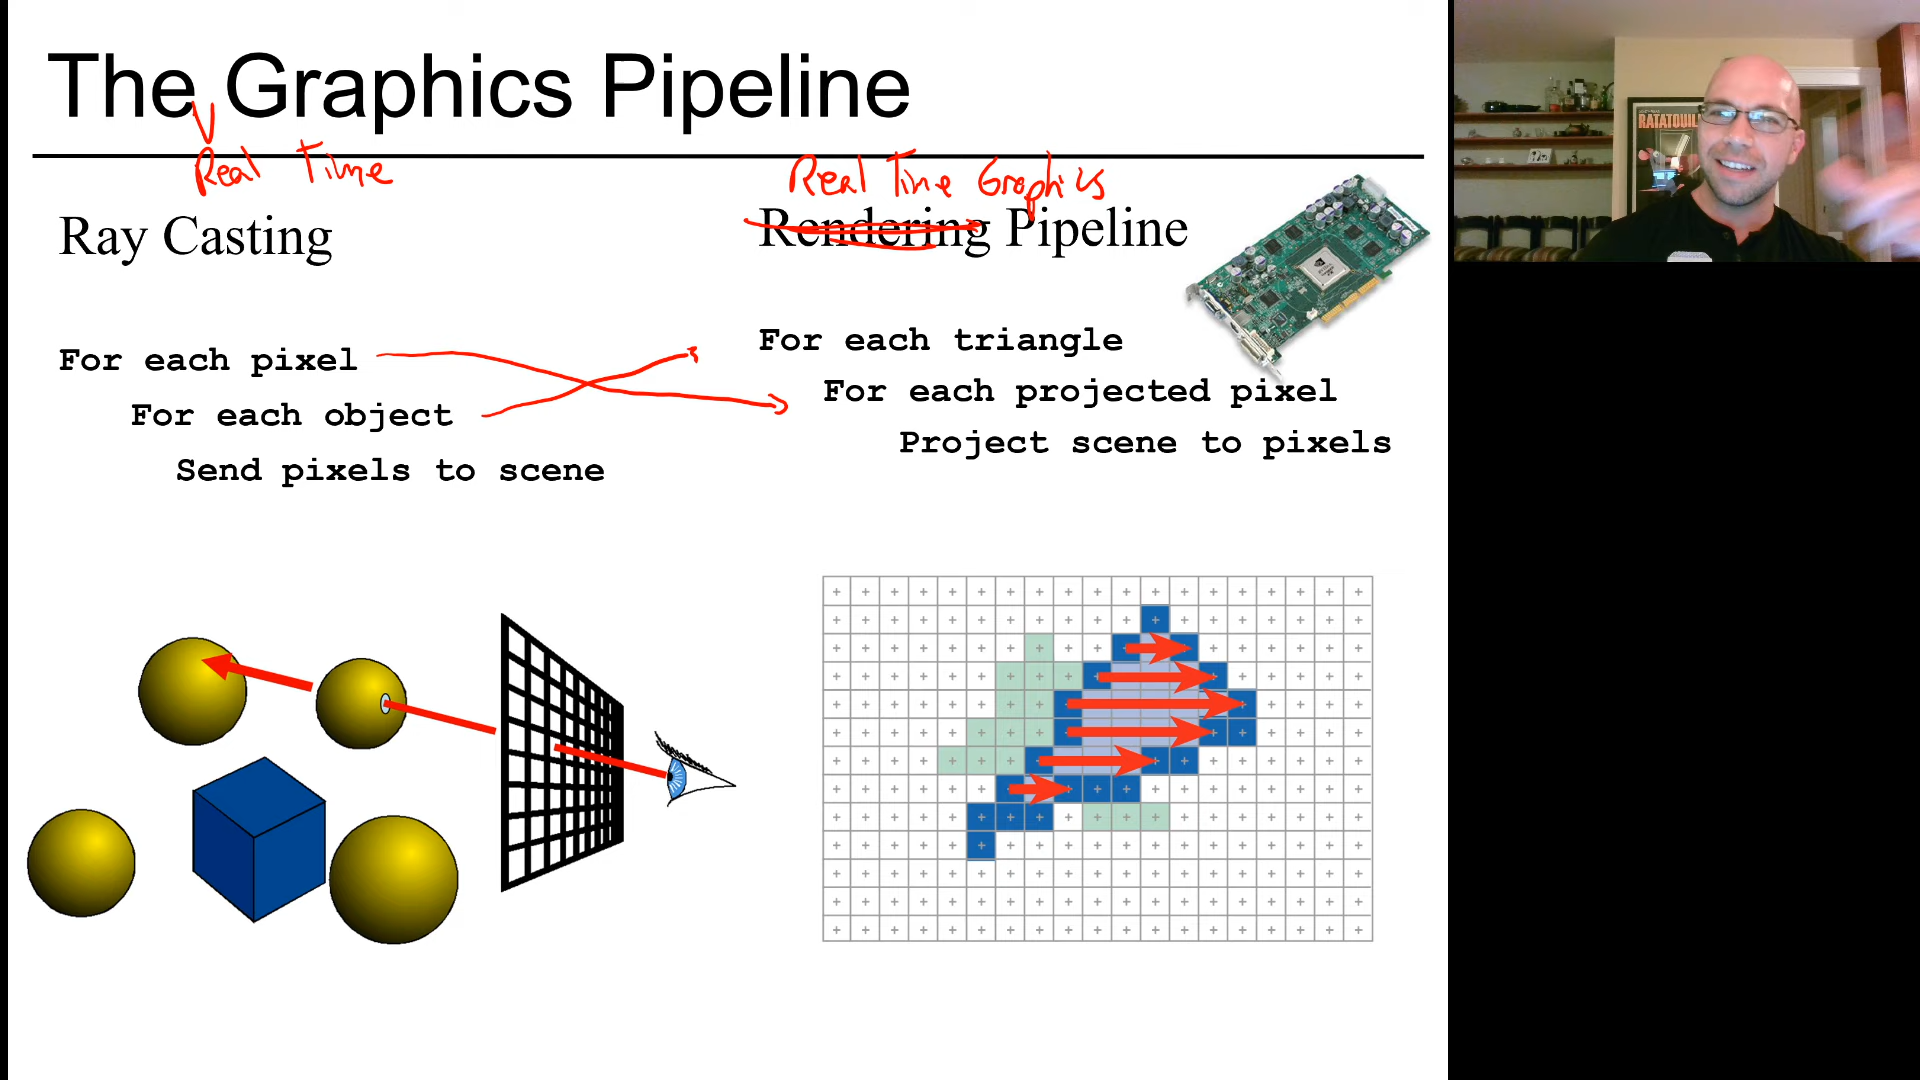 The Graphics Pipeline
Real Time
Real Time Graphics
Ray Casting
Rendering Pipeline
For each pixel
For each object
Send pixels to scene
For each triangle
For each projected pixel
Project scene to pixels
RATATOUIL